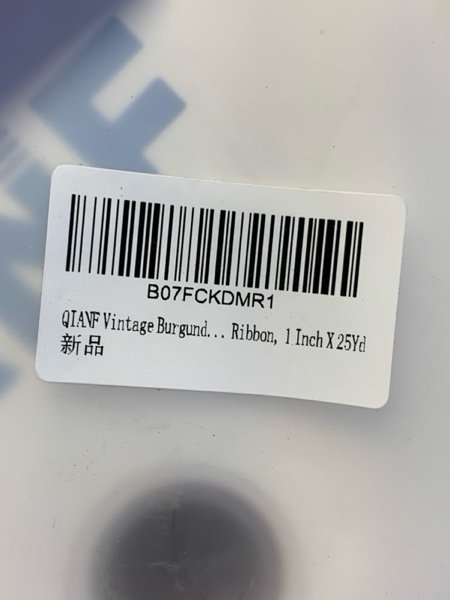 B07FCKDMR1
QIANF Vintage Burgund... Ribbon, 1 Inch X 25Yd
新品